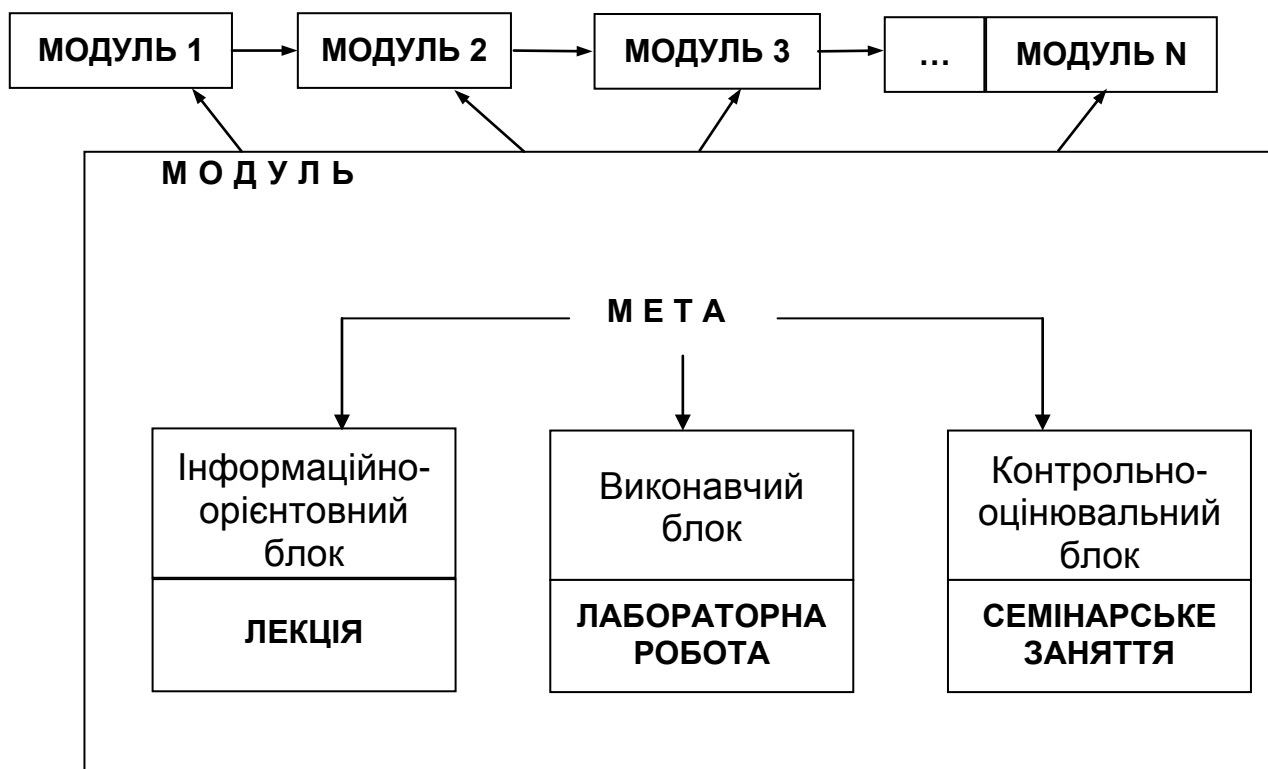 МОДУЛЬ 1
МОДУЛЬ 2
МОДУЛЬ 3
...
МОДУЛЬ N
М О Д У Л Ь
М Е Т А
Інформаційно-
орієнтовний
блок
ЛЕКЦІЯ
Виконавчий
блок
ЛАБОРАТОРНА
РОБОТА
Контрольно-
оцінювальний
блок
СЕМІНАРСЬКЕ
ЗАНЯТТЯ